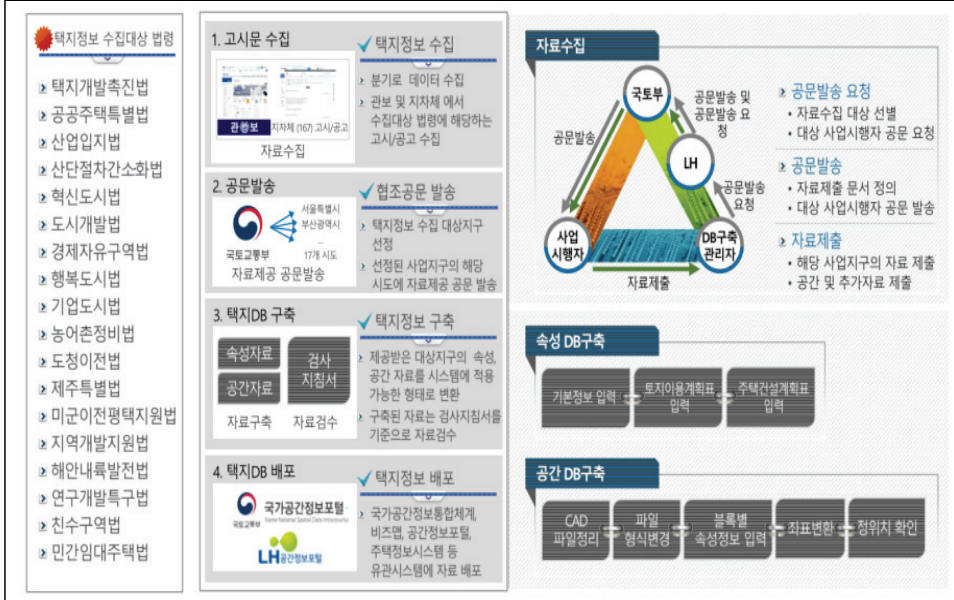 택지정보 수집대상 법령
택지개발촉진법
공공주택특별법
산업입지법
산단절차간소화법
혁신도시법
도시개발법
경제자유구역법
행복도시법
기업도시법
농어촌정비법
도청이전법
제주특별법
미군이전평택지원법
지역개발지원법
해안내륙발전법
연구개발특구법
친수구역법
민간임대주택법
1. 고시문 수집
관보
지자체 (167) 고시/공고
자료수집
택지정보 수집
분기로 데이터 수집
관보 및 지자체 에서
수집대상 법령에 해당하는
고시/공고 수집
2. 공문발송
국토교통부
서울특별시
부산광역시
...
17개 시도
자료제공 공문발송
협조공문 발송
택지정보 수집 대상지구
선정
선정된 사업지구의 해당
시도에 자료제공 공문 발송
3. 택지DB 구축
속성자료
공간자료
검사
지침서
자료구축
자료검수
택지정보 구축
제공받은 대상지구의 속성,
공간 자료를 시스템에 적용
가능한 형태로 변환
구축된 자료는 검사지침서를
기준으로 자료검수
4. 택지DB 배포
국토교통부
국가공간정보포털
LH공간정보포털
택지정보 배포
국가공간정보통합체계,
비즈맵, 공간정보포털,
주택정보시스템 등
유관시스템에 자료 배포
자료수집
국토부
공문발송
공문발송 및
공문발송 요
청
LH
공문발송
요청
사업
시행자
DB구축
관리자
자료제출
공문발송 요청
• 자료수집 대상 선별
• 대상 사업시행자 공문 요청
공문발송
• 자료제출 문서 정의
• 대상 사업시행자 공문 발송
자료제출
• 해당 사업지구의 자료 제출
• 공간 및 추가자료 제출
속성 DB구축
기본정보 입력
토지이용계획표
입력
주택건설계획표
입력
공간 DB구축
CAD
파일정리
파일
형식변경
블록별
속성정보 입력
좌표변환
정위치 확인